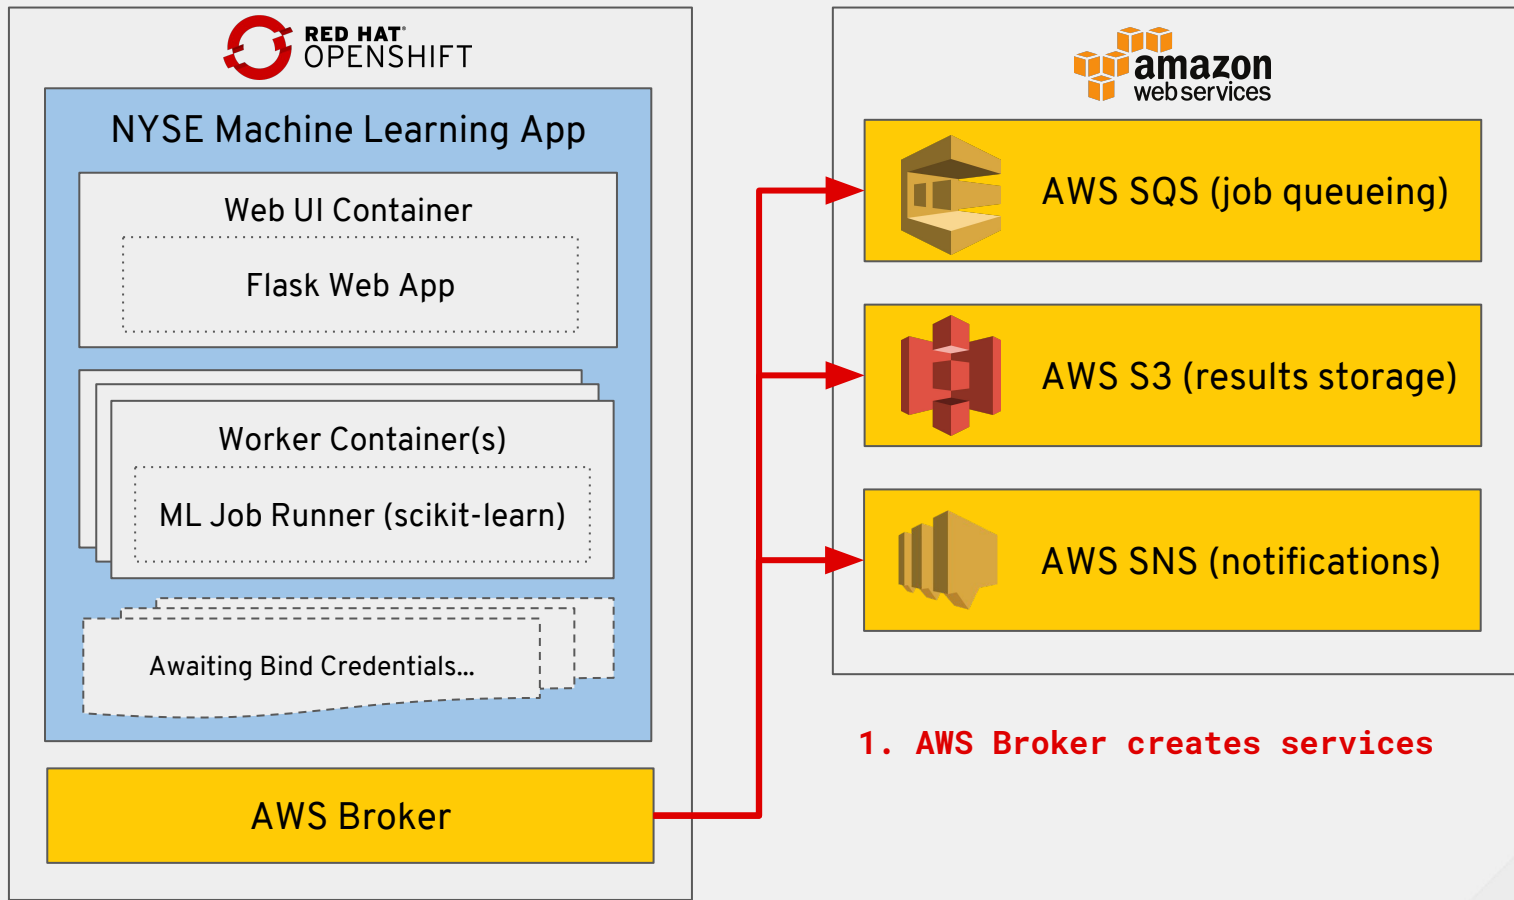 RED HAT®
OPENSHIFT
NYSE Machine Learning App
Web UI Container
Flask Web App
Worker Container(s)
ML Job Runner (scikit-learn)
Awaiting Bind Credentials...
AWS Broker
amazon
web services
AWS SQS (job queueing)
AWS S3 (results storage)
AWS SNS (notifications)
1. AWS Broker creates services